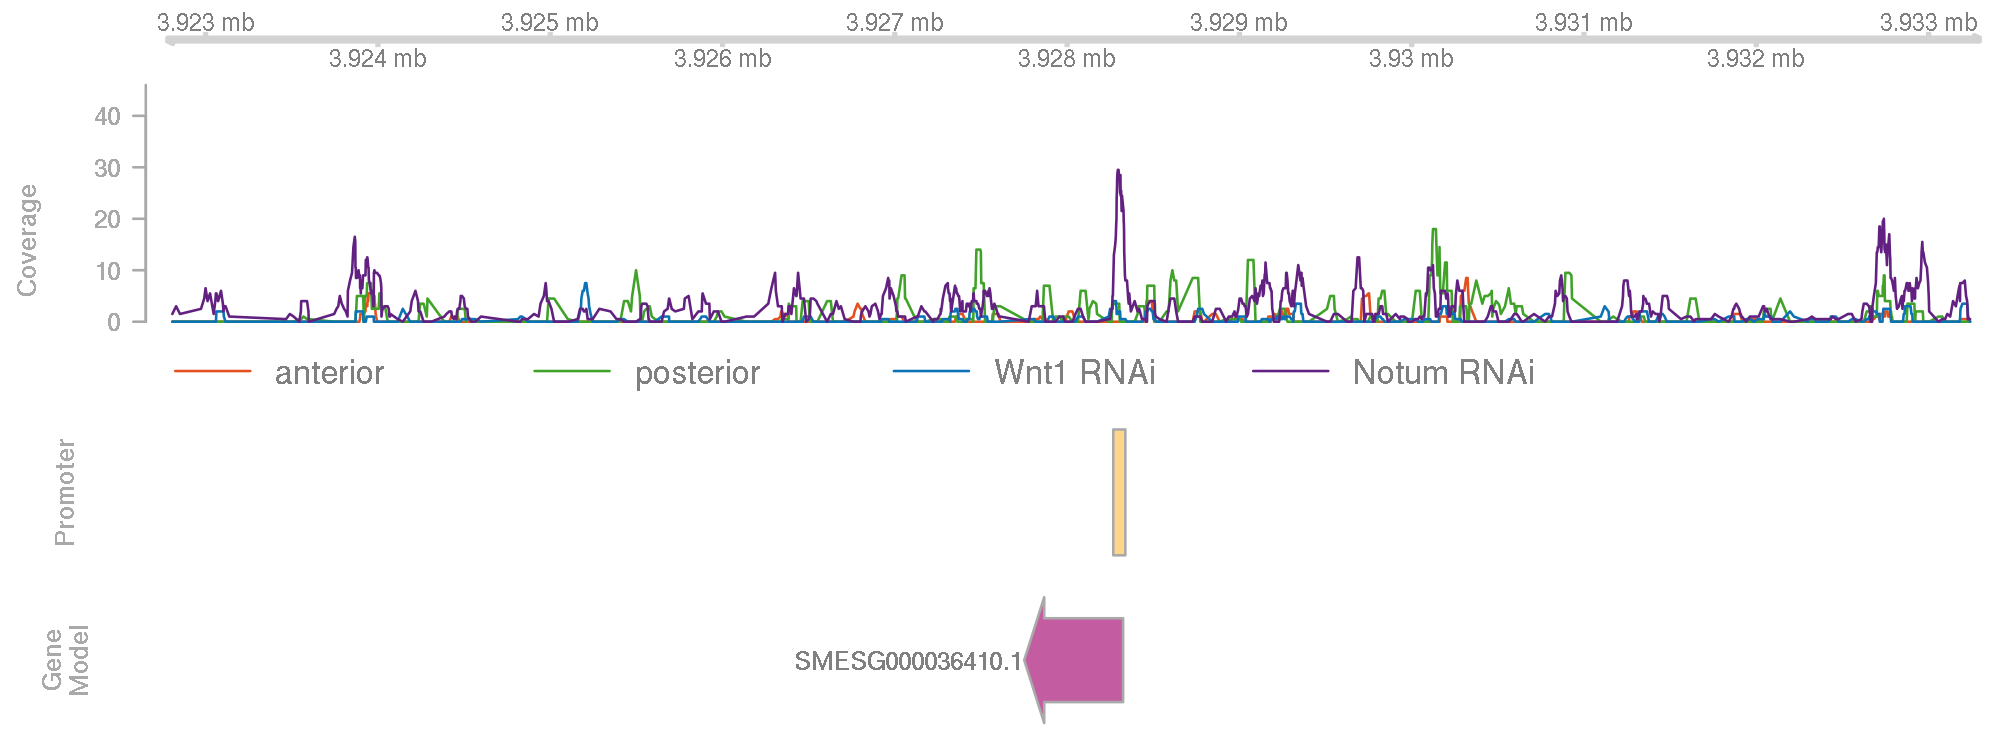 3.923 mb 3.925 mb 3.927 mb 3.929 mb 3.931 mb 3.933 mb
3.924 mb 3.926 mb 3.928 mb 3.93 mb 3.932 mb
Coverage
40
30
20
10
0
anterior posterior Wnt1 RNAi Notum RNAi
Promoter
Gene
Model
SMESG000036410.1